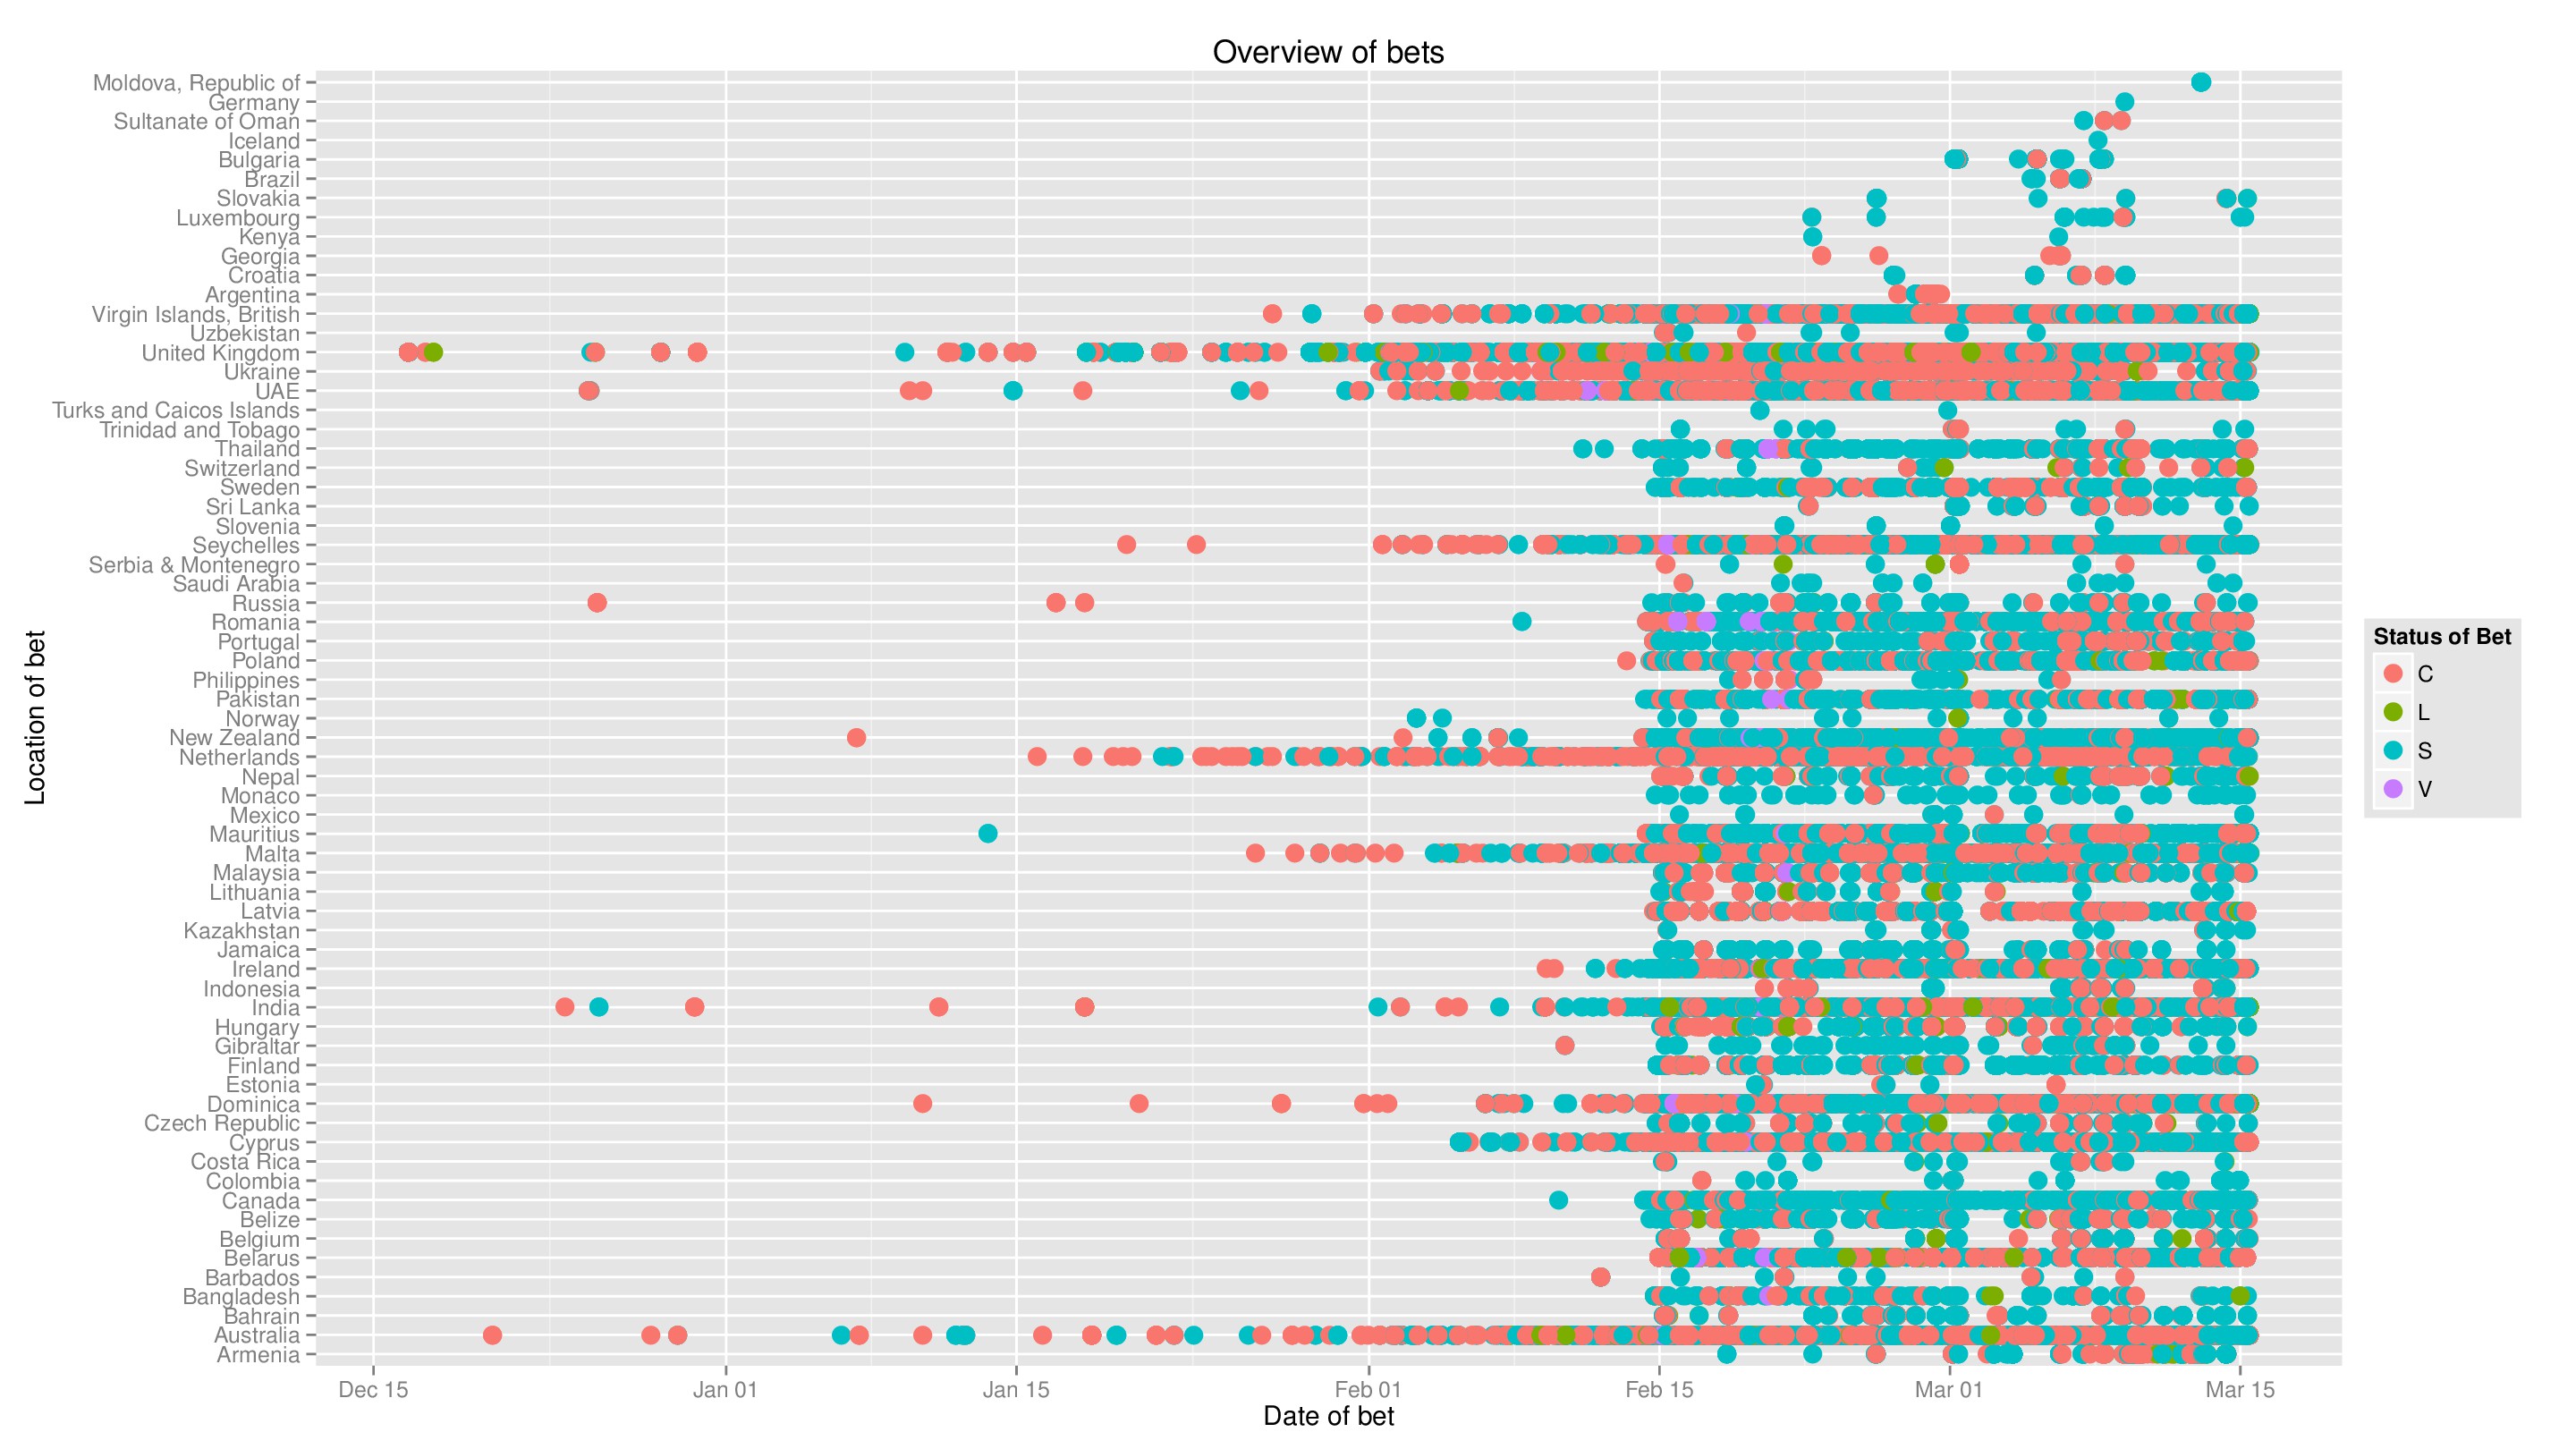 Overview of bets
Moldova, Republic of
Germany
Sultanate of Oman
Iceland
Bulgaria
Brazil
Slovakia
Luxembourg
Kenya
Georgia
Croatia
Argentina
Virgin Islands, British
Uzbekistan
United Kingdom
Ukraine
UAE
Turks and Caicos Islands
Trinidad and Tobago
Thailand
Switzerland
Sweden
Sri Lanka
Slovenia
Seychelles
Serbia & Montenegro
Saudi Arabia
Russia
Romania
Portugal
Poland
Philippines
Pakistan
Norway
New Zealand
Netherlands
Nepal
Monaco
Mexico
Mauritius
Malta
Malaysia
Lithuania
Latvia
Kazakhstan
Jamaica
Ireland
Indonesia
India
Hungary
Gibraltar
Finland
Estonia
Dominica
Czech Republic
Cyprus
Costa Rica
Colombia
Canada
Belize
Belgium
Belarus
Barbados
Bangladesh
Bahrain
Australia
Armenia
Location of bet
Dec 15 Jan 01 Jan 15 Feb 01 Feb 15 Mar 01 Mar 15
Date of bet
Status of Bet
C
L
S
V